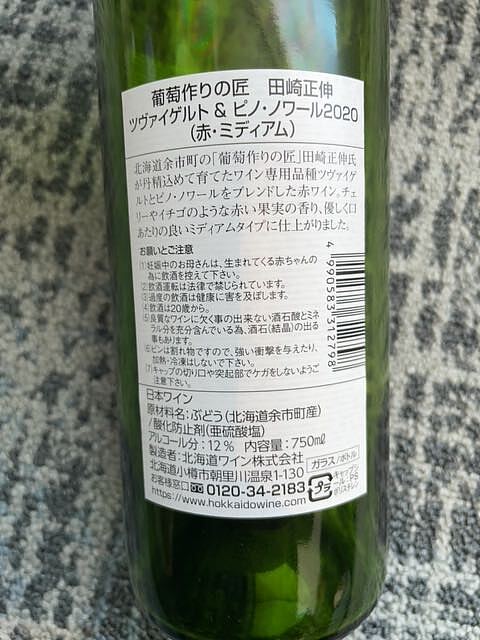 葡萄作りの匠 田崎正伸
ツヴァイゲルト & ピノ・ノワール2020
(赤・ミディアム)
北海道余市町の「葡萄作りの匠」田崎正伸氏
が丹精込めて育てたワイン専用品種ツヴァイゲ
ルトとピノ・ノワールをブレンドした赤ワイン。チェ
リーやイチゴのような赤い果実の香り、優しく口
あたりの良いミディアムタイプに仕上がりました。
お願いとご注意
(1)妊娠中のお母さんは、生まれてくる赤ちゃんの
為に飲酒を控えて下さい。
(2)飲酒運転は法律で禁じられています。
(3)過度の飲酒は健康に害を及ぼします。
(4)飲酒は20歳から。
(5)良質なワインに欠く事の出来ない酒石酸とミネ
ラル分を充分含んでいる為、酒石(結晶)の出る
事もあります。
(6)ビンは割れ物ですので、強い衝撃を与えたり、
加熱・冷凍はしないで下さい。
(7)キャップの切り口や突起部でケガをしないようご
注意下さい。
4990583312798
日本ワイン
原材料名:ぶどう(北海道余市町産)
/酸化防止剤(亜硫酸塩)
アルコール分:12% 内容量:750mℓ
製造者:北海道ワイン株式会社
北海道小樽市朝里川温泉1-130
お客様窓口 0120-34-2183
https://www.hokkaidowine.com
ガラス/ボトル
プラ
キャップ
シール:PS
ポリスチレン